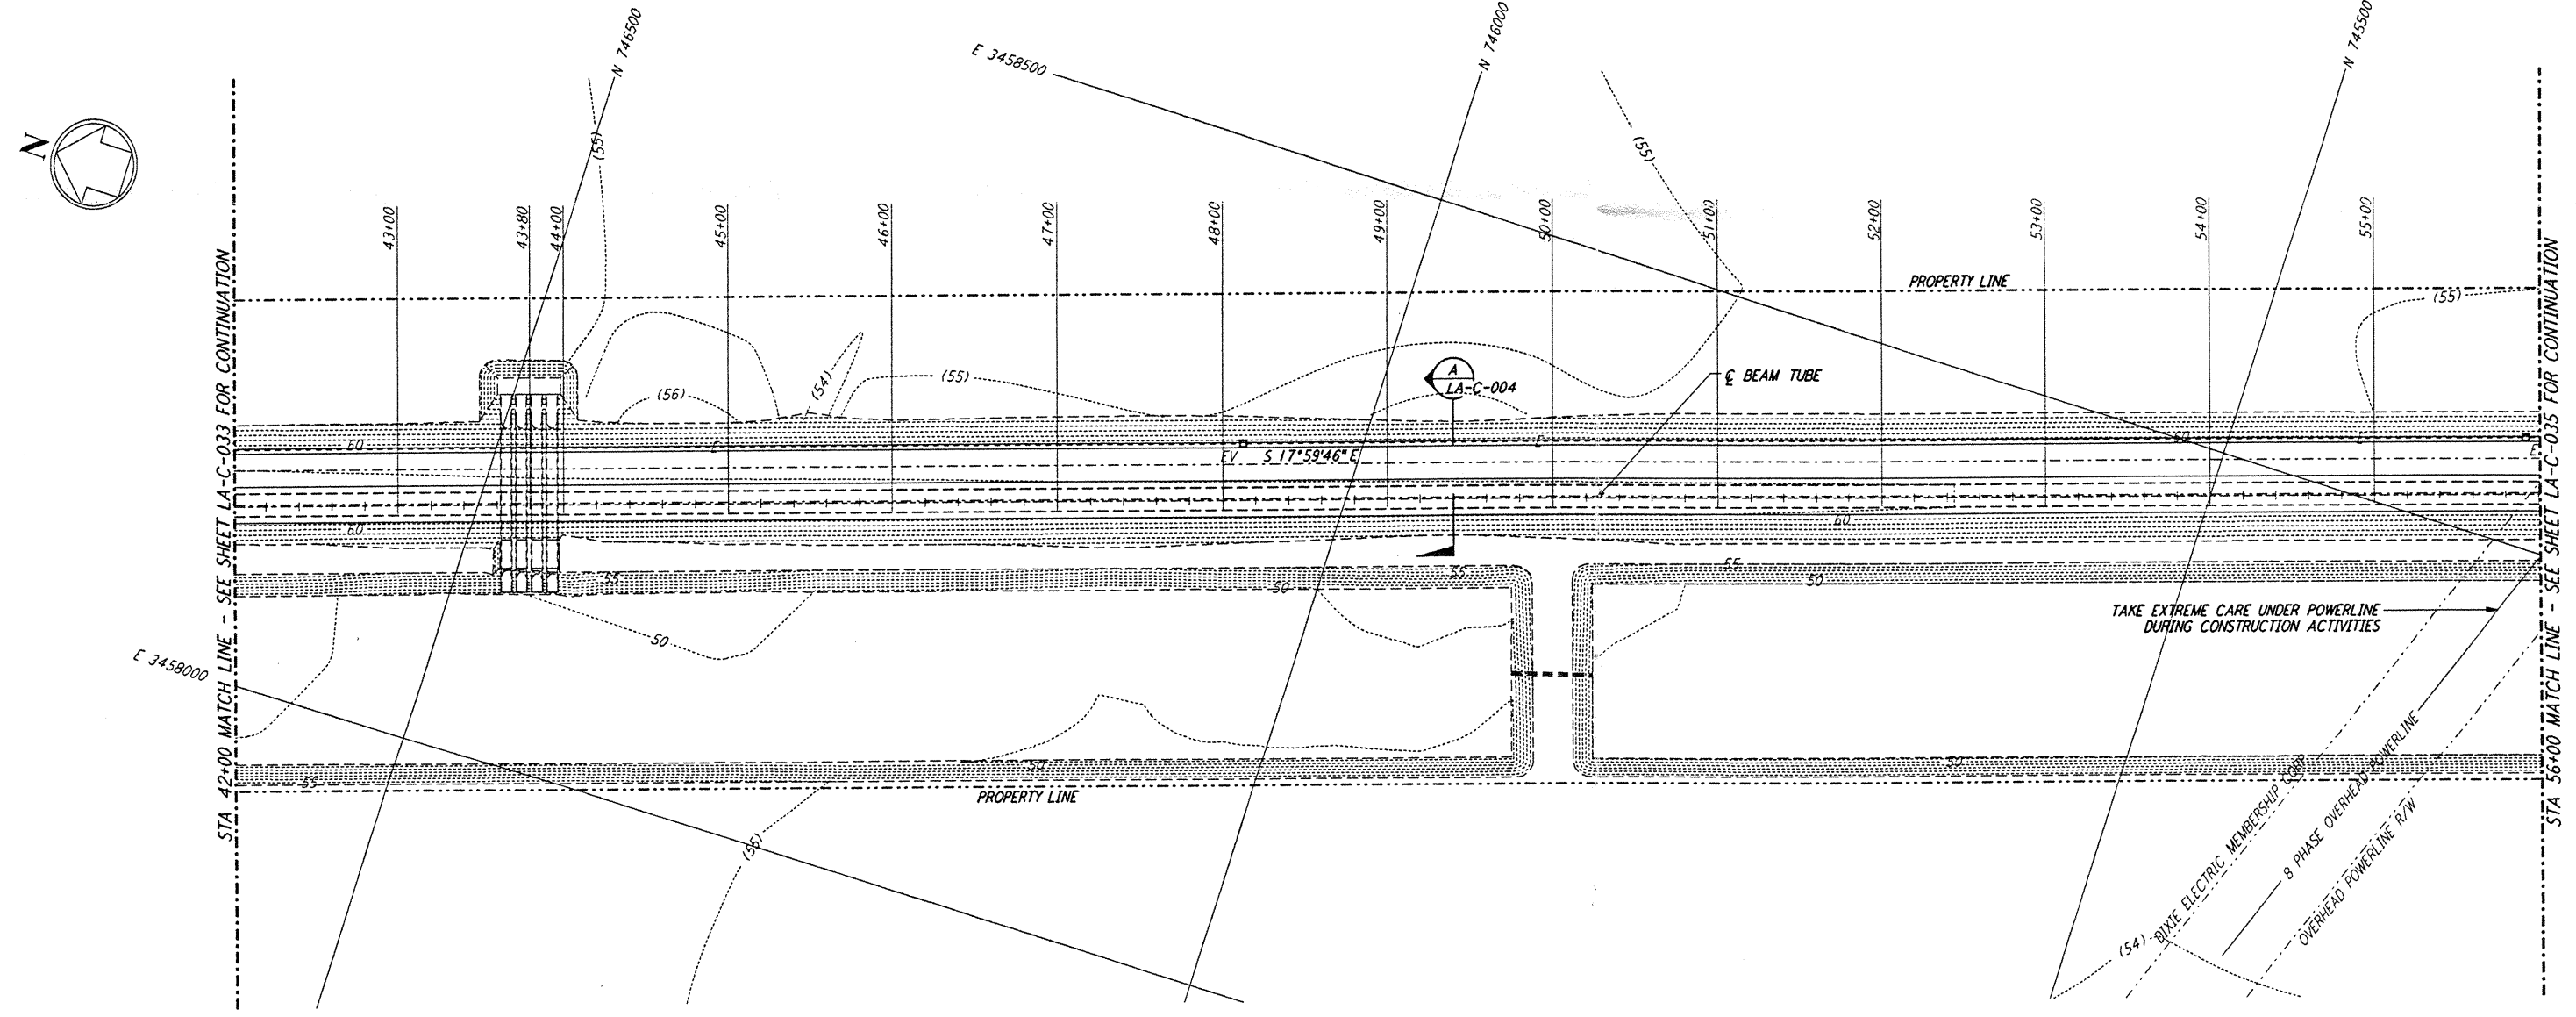 N
N 746500
E 3458500
N 746000
N 745500
(55)
(55)
43+00
43+80
44+00
45+00
46+00
47+00
48+00
49+00
50+00
51+00
52+00
53+00
54+00
55+00
PROPERTY LINE
(55)
STA 42+00 MATCH LINE - SEE SHEET LA-C-033 FOR CONTINUATION
STA 56+00 MATCH LINE - SEE SHEET LA-C-035 FOR CONTINUATION
(56)
(54)
(55)
A
LA-C-004
℄ BEAM TUBE
60
E
E
60
E
EV
S 17°59'46" E
E
60
60
55
50
55
55
50
TAKE EXTREME CARE UNDER POWERLINE
DURING CONSTRUCTION ACTIVITIES
50
E 3458000
55
50
50
PROPERTY LINE
(55)
DIXIE ELECTRIC MEMBERSHIP CORP
8 PHASE OVERHEAD POWERLINE
OVERHEAD POWERLINE R/W
(54)